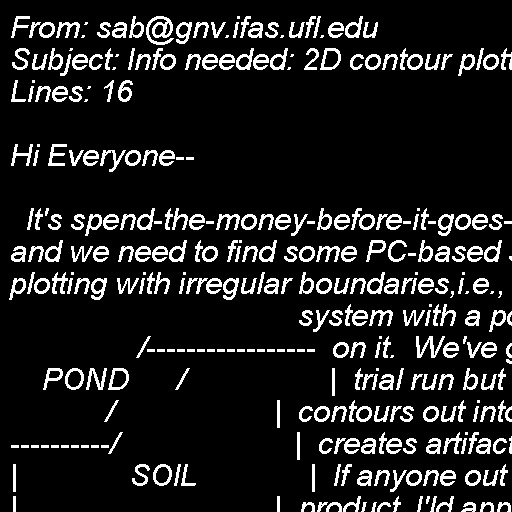 From: sab@gnv.ifas.ufl.edu
Subject: Info needed: 2D contour plott
Lines: 16

Hi Everyone--

  It's spend-the-money-before-it-goes-
and we need to find some PC-based
plotting with irregular boundaries,i.e.,
                                    system with a po
                /-----------------  on it.  We've g
    POND      /                  |  trial run but
            /                   |  contours out into
----------/                     |  creates artifact
|              SOIL              |  If anyone out
|                               |  product, I'ld app